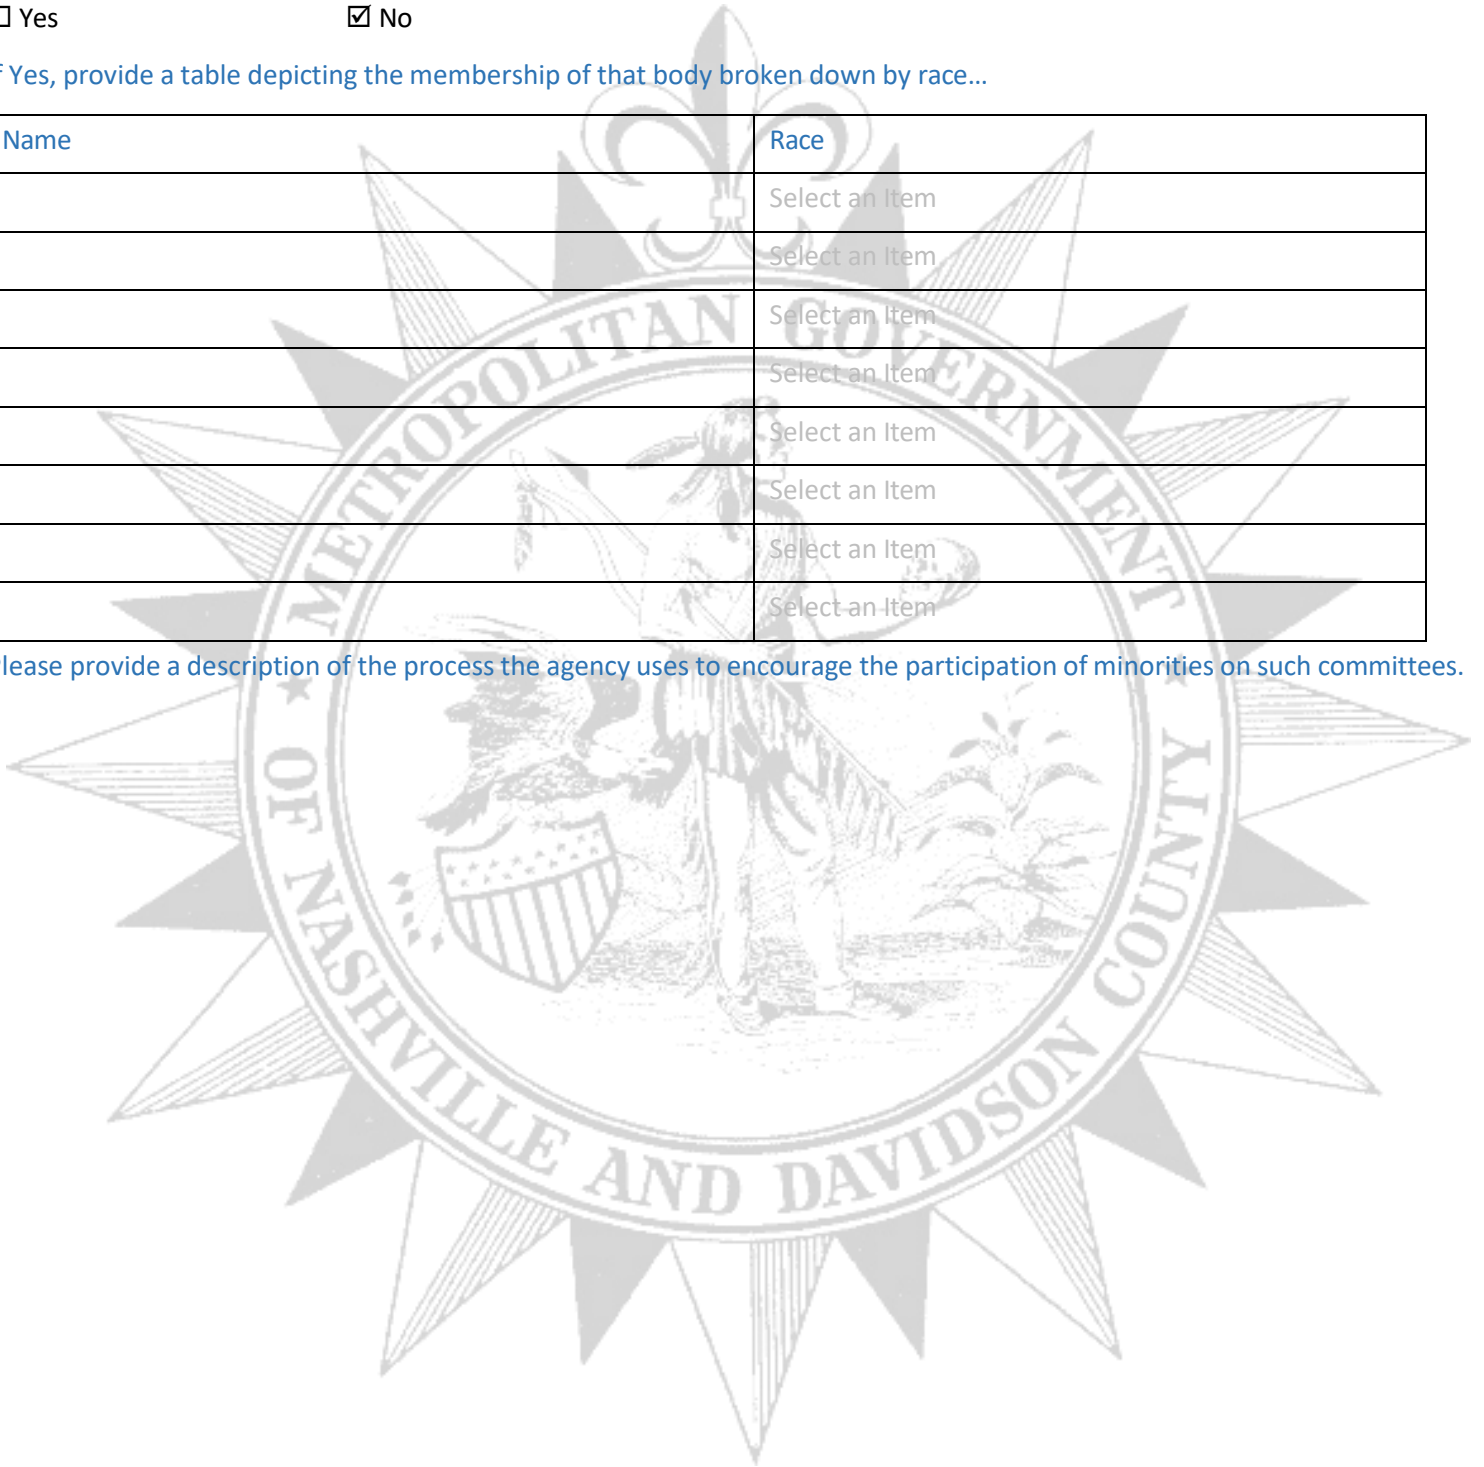 ☐ Yes ☑ No
Yes, provide a table depicting the membership of that body broken down by race…
Name Race
Select an Item
Select an Item
Select an Item
Select an Item
Select an Item
Select an Item
Select an Item
Select an Item
Please provide a description of the process the agency uses to encourage the participation of minorities on such committees.
METROPOLITAN GOVERNMENT
OF NASHVILLE AND DAVIDSON COUNTY